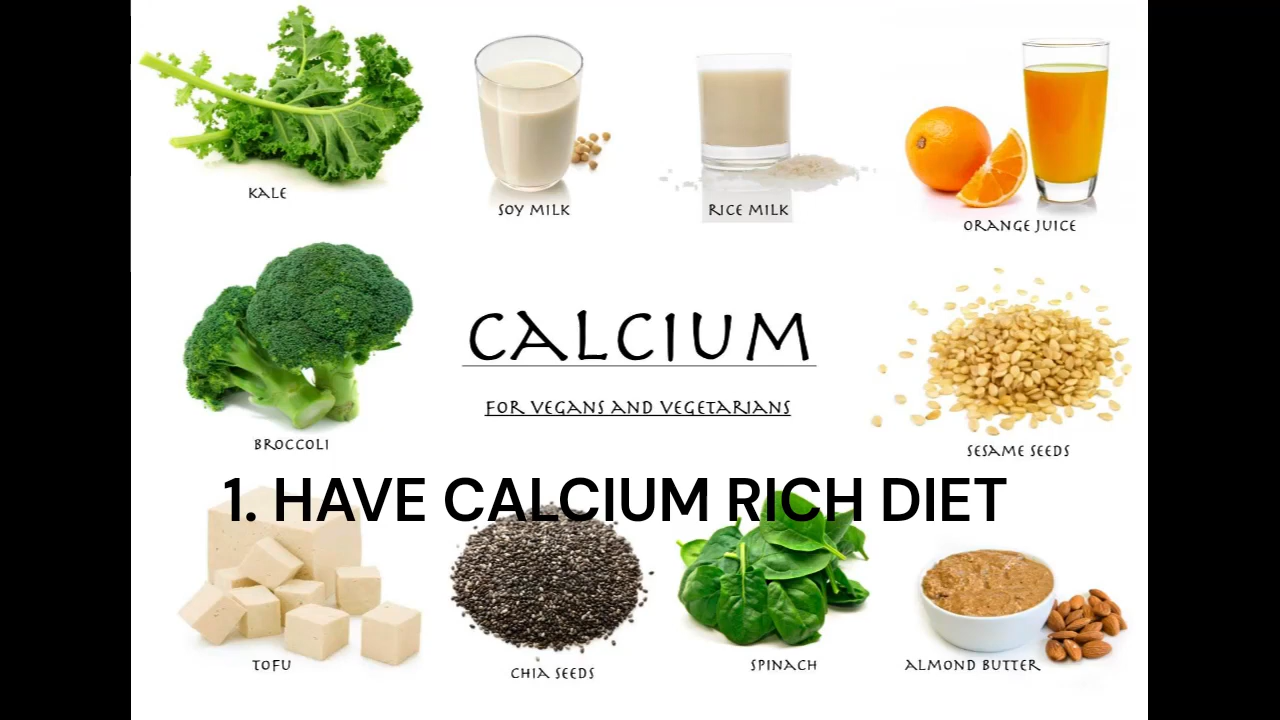 KALE
SOY MILK
RICE MILK
ORANGE JUICE
CALCIUM
FOR VEGANS AND VEGETARIANS
BROCCOLI
SESAME SEEDS
1. HAVE CALCIUM RICH DIET
TOFU
CHIA SEEDS
SPINACH
ALMOND BUTTER